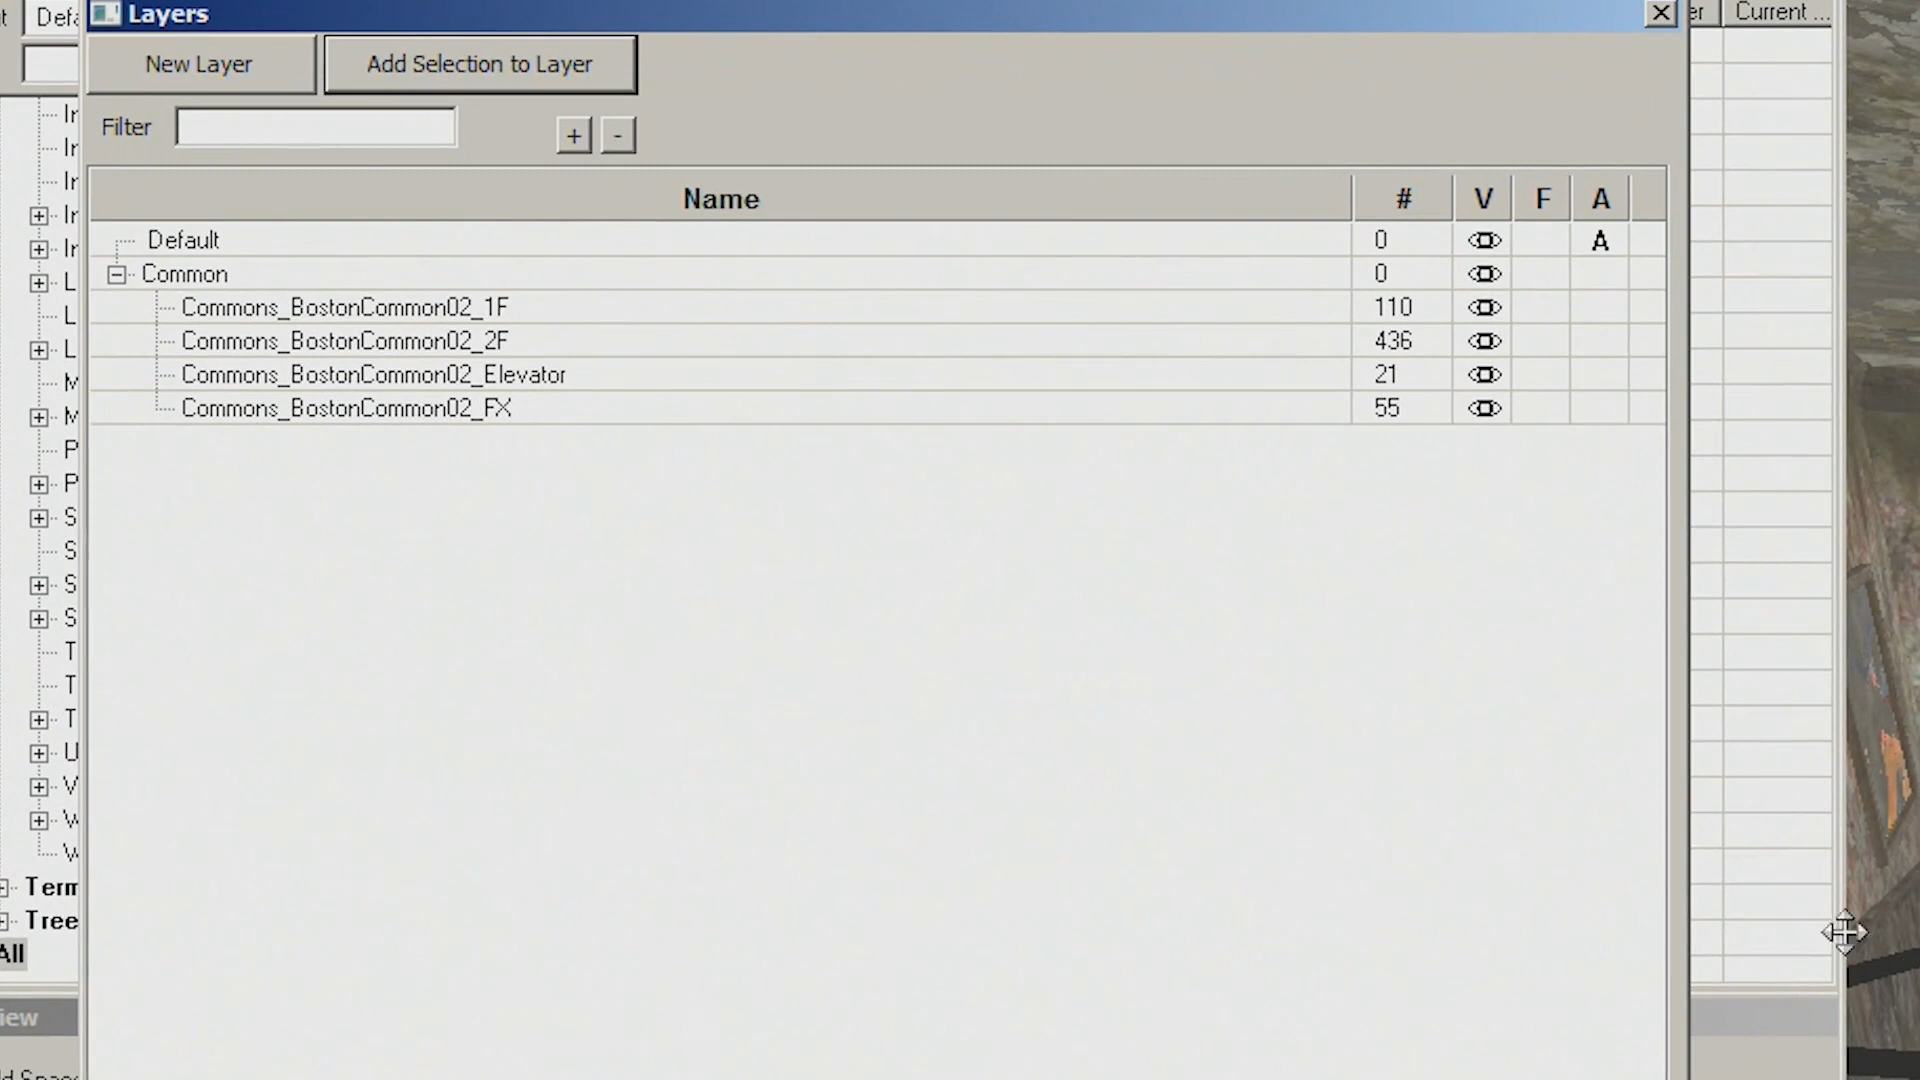 Layers
er Current ...
New Layer Add Selection to Layer
Filter + -
Name # V F A
Default 0 A
Common 0
Commons_BostonCommon02_1F 110
Commons_BostonCommon02_2F 436
Commons_BostonCommon02_Elevator 21
Commons_BostonCommon02_FX 55
L
L
L
M
M
P
P
S
S
S
S
T
T
T
V
Term
Tree
All
iew